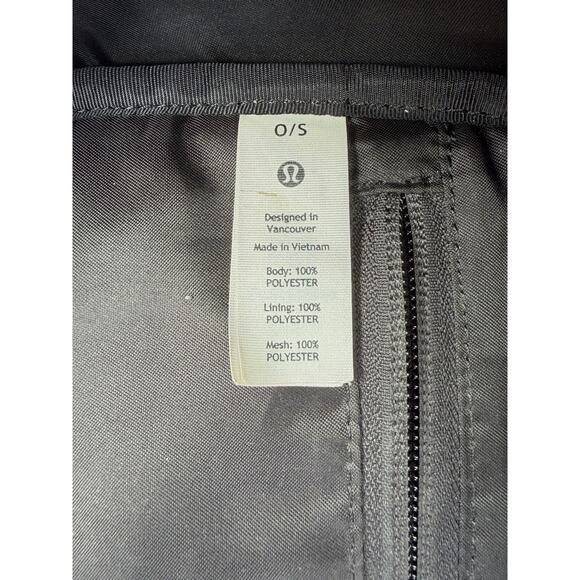 O/S
Designed in
Vancouver
Made in Vietnam
Body: 100%
POLYESTER
Lining: 100%
POLYESTER
Mesh: 100%
POLYESTER